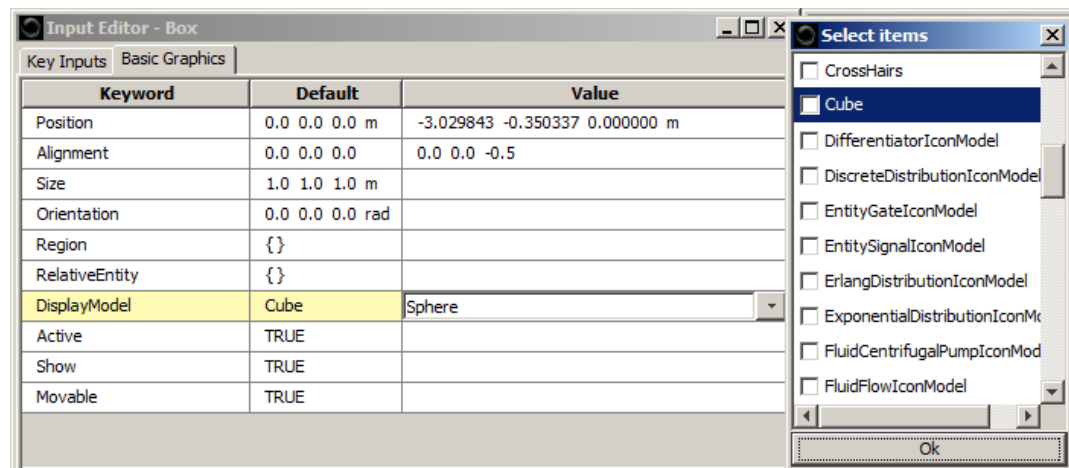 Input Editor - Box
Key Inputs Basic Graphics
Keyword Default Value
Position 0.0 0.0 0.0 m -3.029843 -0.350337 0.000000 m
Alignment 0.0 0.0 0.0 0.0 0.0 -0.5
Size 1.0 1.0 1.0 m
Orientation 0.0 0.0 0.0 rad
Region {}
RelativeEntity {}
DisplayModel Cube Sphere
Active TRUE
Show TRUE
Movable TRUE
Select items
CrossHairs
Cube
DifferentiatorIconModel
DiscreteDistributionIconModel
EntityGateIconModel
EntitySignalIconModel
ErlangDistributionIconModel
ExponentialDistributionIconMo
FluidCentrifugalPumpIconMod
FluidFlowIconModel
Ok